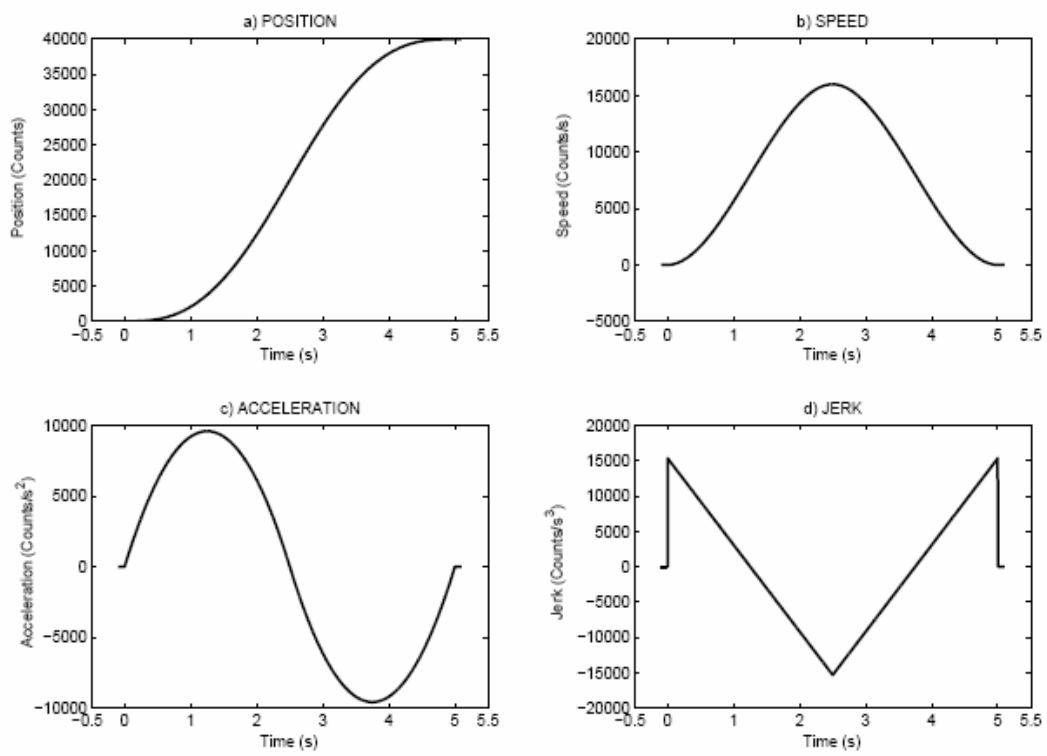 a) POSITION
40000
35000
30000
25000
20000
15000
10000
5000
0
Position (Counts)
−0.5 0 1 2 3 4 5 5.5
Time (s)
b) SPEED
20000
15000
10000
5000
0
−5000
Speed (Counts/s)
−0.5 0 1 2 3 4 5 5.5
Time (s)
c) ACCELERATION
10000
5000
0
−5000
−10000
Acceleration (Counts/s²)
−0.5 0 1 2 3 4 5 5.5
Time (s)
d) JERK
20000
15000
10000
5000
0
−5000
−10000
−15000
−20000
Jerk (Counts/s³)
−0.5 0 1 2 3 4 5 5.5
Time (s)